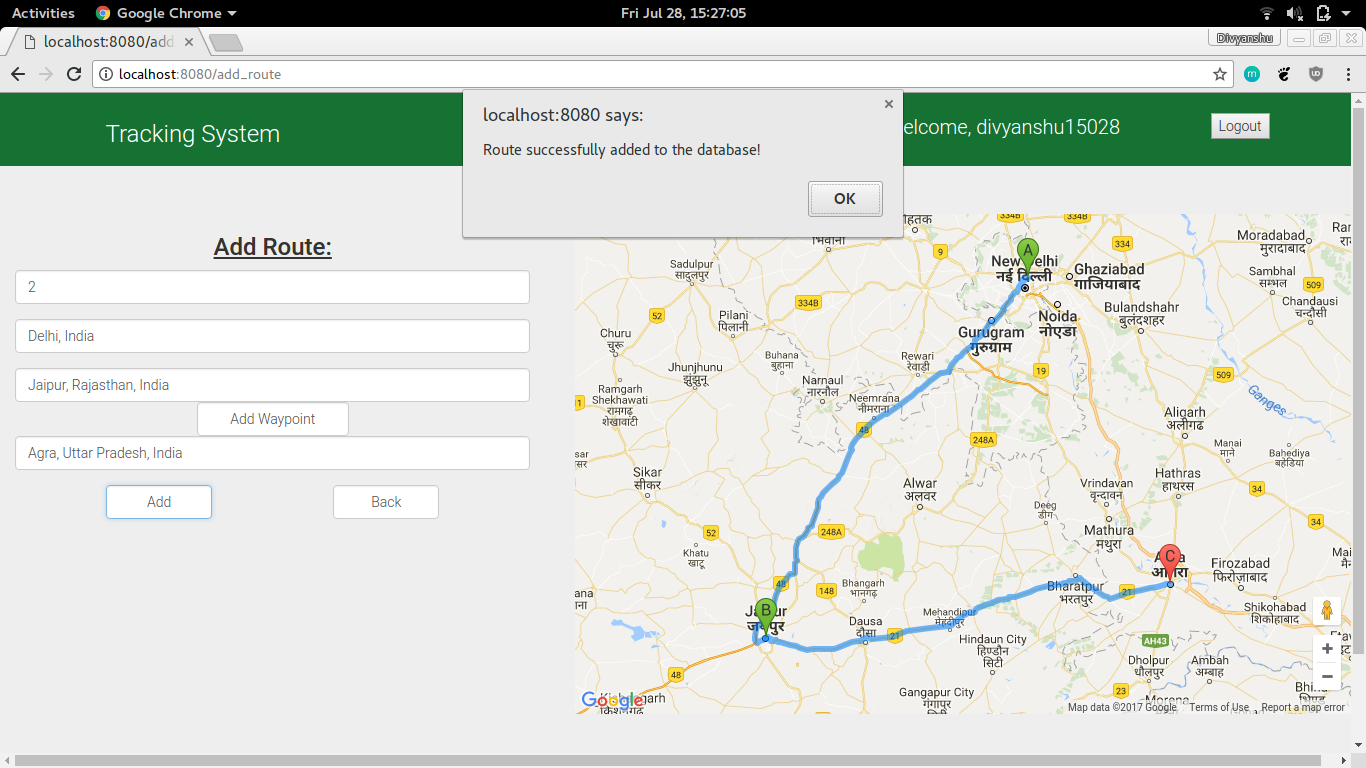 Activities
Google Chrome
Fri Jul 28, 15:27:05
localhost:8080/add
Divyanshu
localhost:8080/add_route
m
Tracking System
elcome, divyanshu15028
Logout
localhost:8080 says:
Route successfully added to the database!
OK
Add Route:
2
Delhi, India
Jaipur, Rajasthan, India
Add Waypoint
Agra, Uttar Pradesh, India
Add
Back
334B
334B
334
9
A
New Delhi
नई दिल्ली
Ghaziabad
गाजियाबाद
Moradabad
मुरादाबाद
Sambhal
सम्भल
509
Chandausi
चन्दौसी
Sadulpur
सादुलपुर
334B
52
Pilani
पिलानी
Churu
चुरू
Noida
नोएडा
Bulandshahr
बुलंदशहर
Gurugram
गुरुग्राम
Buhana
बुहाना
Rewari
रेवाड़ी
Jhunjhunu
झुंझुनू
19
509
Narnaul
नारनौल
Ramgarh
Shekhawati
रामगढ़
शेखावाटी
Neemrana
नीमराना
Ganges
Aligarh
अलीगढ़
48
248A
Manai
माने
Bahediya
बहेडिया
Sikar
सीकर
Alwar
अलवर
Hathras
हाथरस
Vrindavan
वृन्दावन
34
Deeg
डीग
Mathura
मथुरा
34
52
248A
Khatu
खाटू
C
Agra
आगरा
Firozabad
फिरोज़ाबाद
48
148
Bhangarh
भानगढ़
Bharatpur
भरतपुर
21
B
Jaipur
जयपुर
Shikohabad
शिकोहाबाद
Dausa
दौसा
21
Mehandipur
मेहंदीपुर
Hindaun City
हिण्डौन
सिटी
AH43
Dholpur
धौलपुर
Ambah
अम्बाह
48
23
Gangapur City
गंगापुर
सिटी
Morena
Google
Map data ©2017 Google
Terms of Use
Report a map error